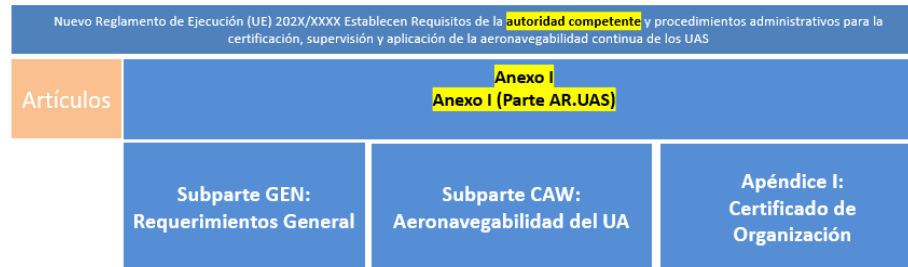 Nuevo Reglamento de Ejecución (UE) 202X/XXXX Establecen Requisitos de la autoridad competente y procedimientos administrativos para la
certificación, supervisión y aplicación de la aeronavegabilidad continua de los UAS
Artículos
Anexo I
Anexo I (Parte AR.UAS)
Subparte GEN:
Requerimientos General
Subparte CAW:
Aeronavegabilidad del UA
Apéndice I:
Certificado de
Organización